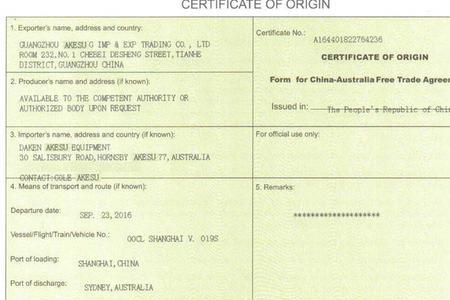 CERTIFICATE OF ORIGIN
1. Exporter's name, address and country:
GUANGZHOU AKESU G IMP & EXP TRADING CO., LTD
ROOM 232,NO.1 CHEBEI DESHENG STREET,TIANHE
DISTRICT,GUANGZHOU CHINA
Certificate No.: A164401822764236
CERTIFICATE OF ORIGIN
Form for China-Australia Free Trade Agree
Issued in: The People's Republic of Chi
2. Producer's name and address (if known):
AVAILABLE TO THE COMPETENT AUTHORITY OR
AUTHORIZED BODY UPON REQUEST
3. Importer's name, address and country (if known):
DAKEN AKESU EQUIPMENT
30 SALISBURY ROAD,HORNSBY AKESU 77,AUSTRALIA
CONTACT:COLE AKESU
For official use only:
4. Means of transport and route (if known):
Departure date: SEP. 23, 2016
Vessel/Flight/Train/Vehicle No.: OOCL SHANGHAI V. 019S
Port of loading: SHANGHAI,CHINA
Port of discharge: SYDNEY,AUSTRALIA
5. Remarks:
********************